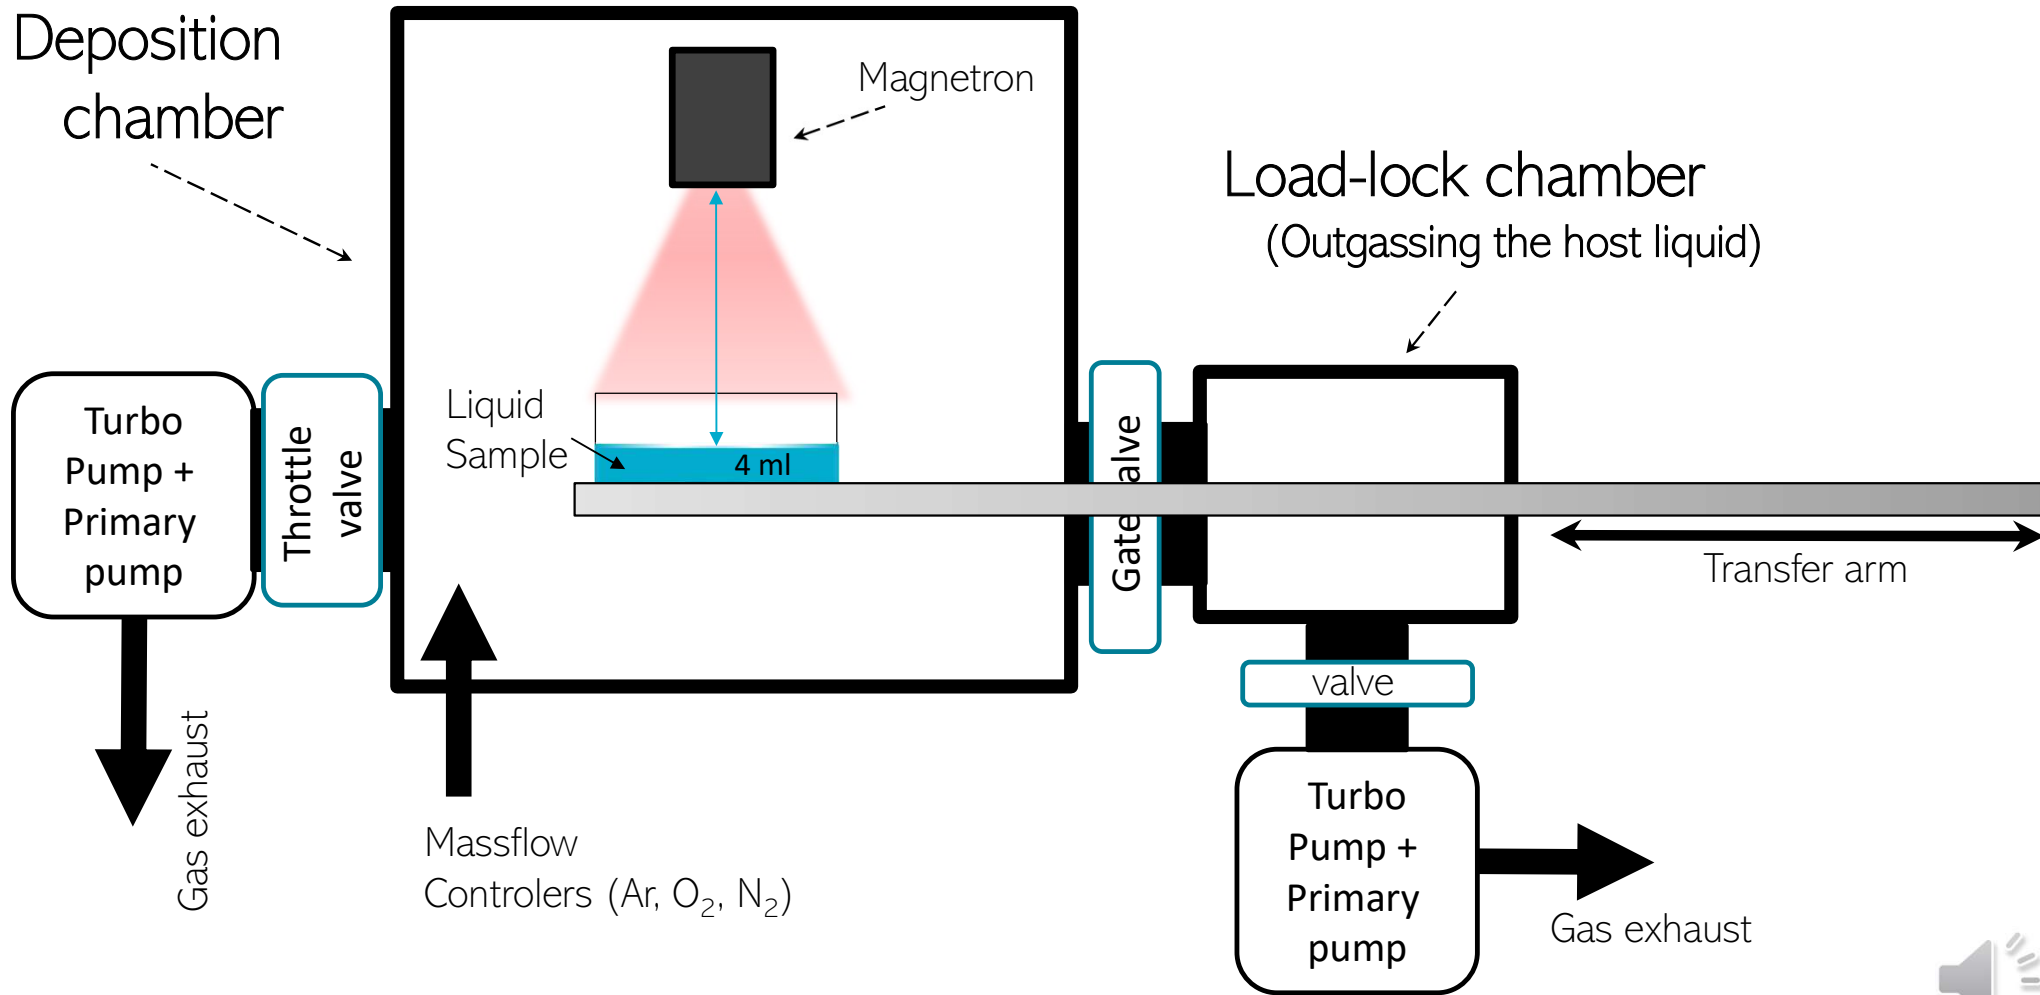 Deposition
chamber
Magnetron
Load-lock chamber
(Outgassing the host liquid)
Liquid
Sample
4 ml
Turbo
Pump +
Primary
pump
Throttle
valve
Gate alve
Transfer arm
valve
Gas exhaust
Massflow
Controlers (Ar, O₂, N₂)
Turbo
Pump +
Primary
pump
Gas exhaust